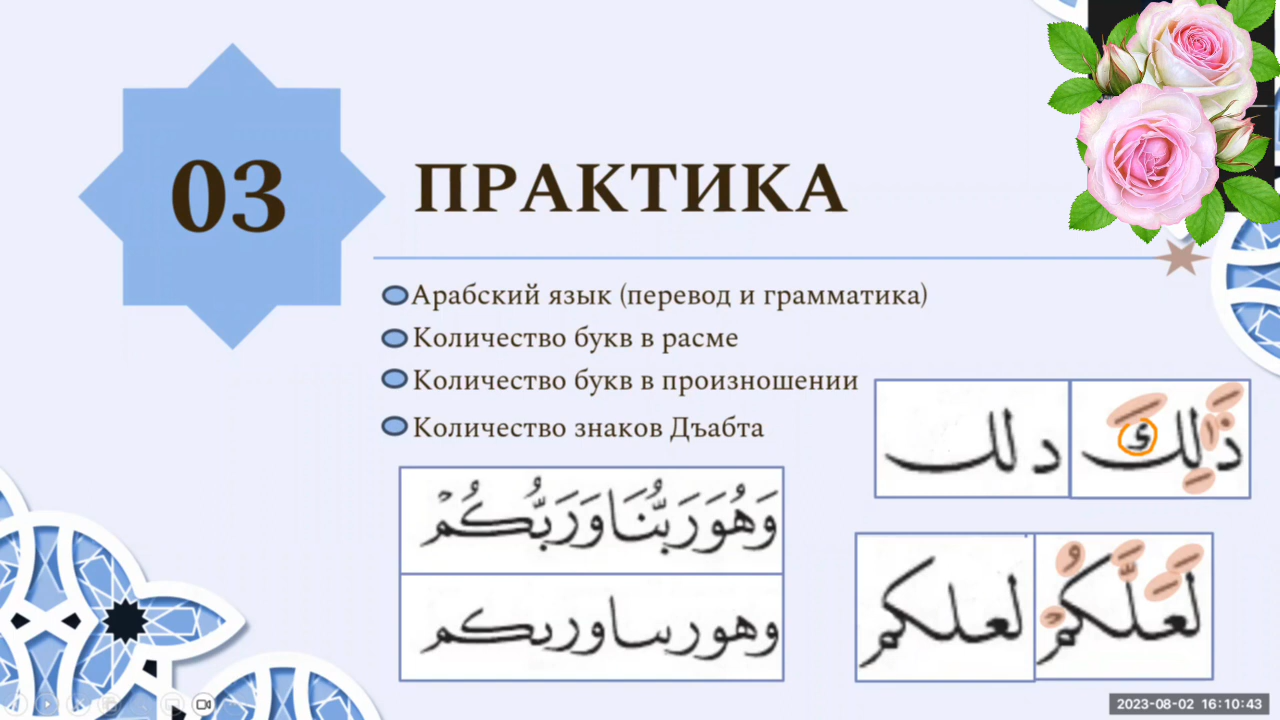 03
ПРАКТИКА
Арабский язык (перевод и грамматика)
Количество букв в расме
Количество букв в произношении
Количество знаков Дъабта
د لك
ذَٰلِكَ
وَهُوَ رَبُّنَا وَرَبُّكُمْ
وهو ربنا وربكم
لعلكم
لَعَلَّكُمْ
2023-08-02 16:10:43